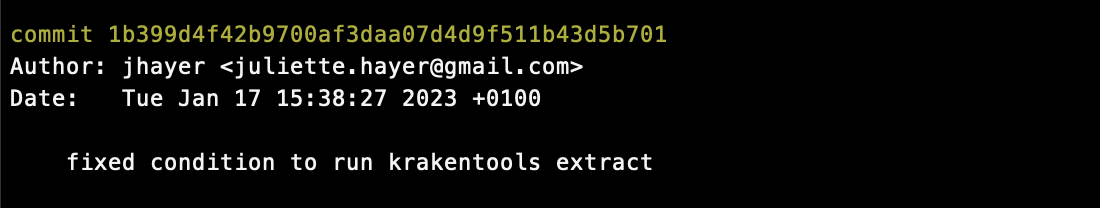 commit 1b399d4f42b9700af3daa07d4d9f511b43d5b701
Author: jhayer <juliette.hayer@gmail.com>
Date:   Tue Jan 17 15:38:27 2023 +0100
fixed condition to run krakentools extract